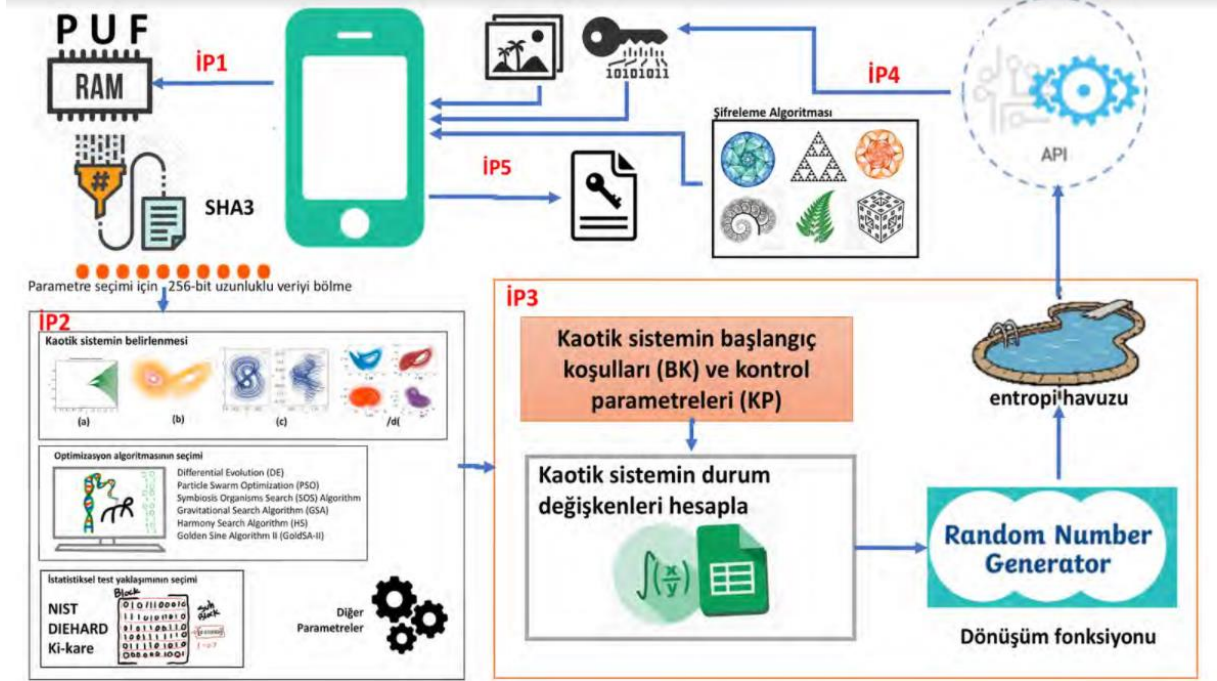 PUF
RAM
İP1
#
SHA3
10101011
İP4
Şifreleme Algoritması
İP5
API
Parametre seçimi için 256-bit uzunluklu veriyi bölme
İP2
Kaotik sistemin belirlenmesi
(a)
(b)
(c)
/d(
Optimizasyon algoritmasının seçimi
Differential Evolution (DE)
Particle Swarm Optimization (PSO)
Symbiosis Organisms Search (SOS) Algorithm
Gravitational Search Algorithm (GSA)
Harmony Search Algorithm (HS)
Golden Sine Algorithm II (GoldSA-II)
İstatistiksel test yaklaşımının seçimi
Block
NIST
DIEHARD
Ki-kare
Diğer
Parametreler
İP3
Kaotik sistemin başlangıç
koşulları (BK) ve kontrol
parametreleri (KP)
Kaotik sistemin durum
değişkenleri hesapla
∫(x/y)
entropi havuzu
Random Number
Generator
Dönüşüm fonksiyonu